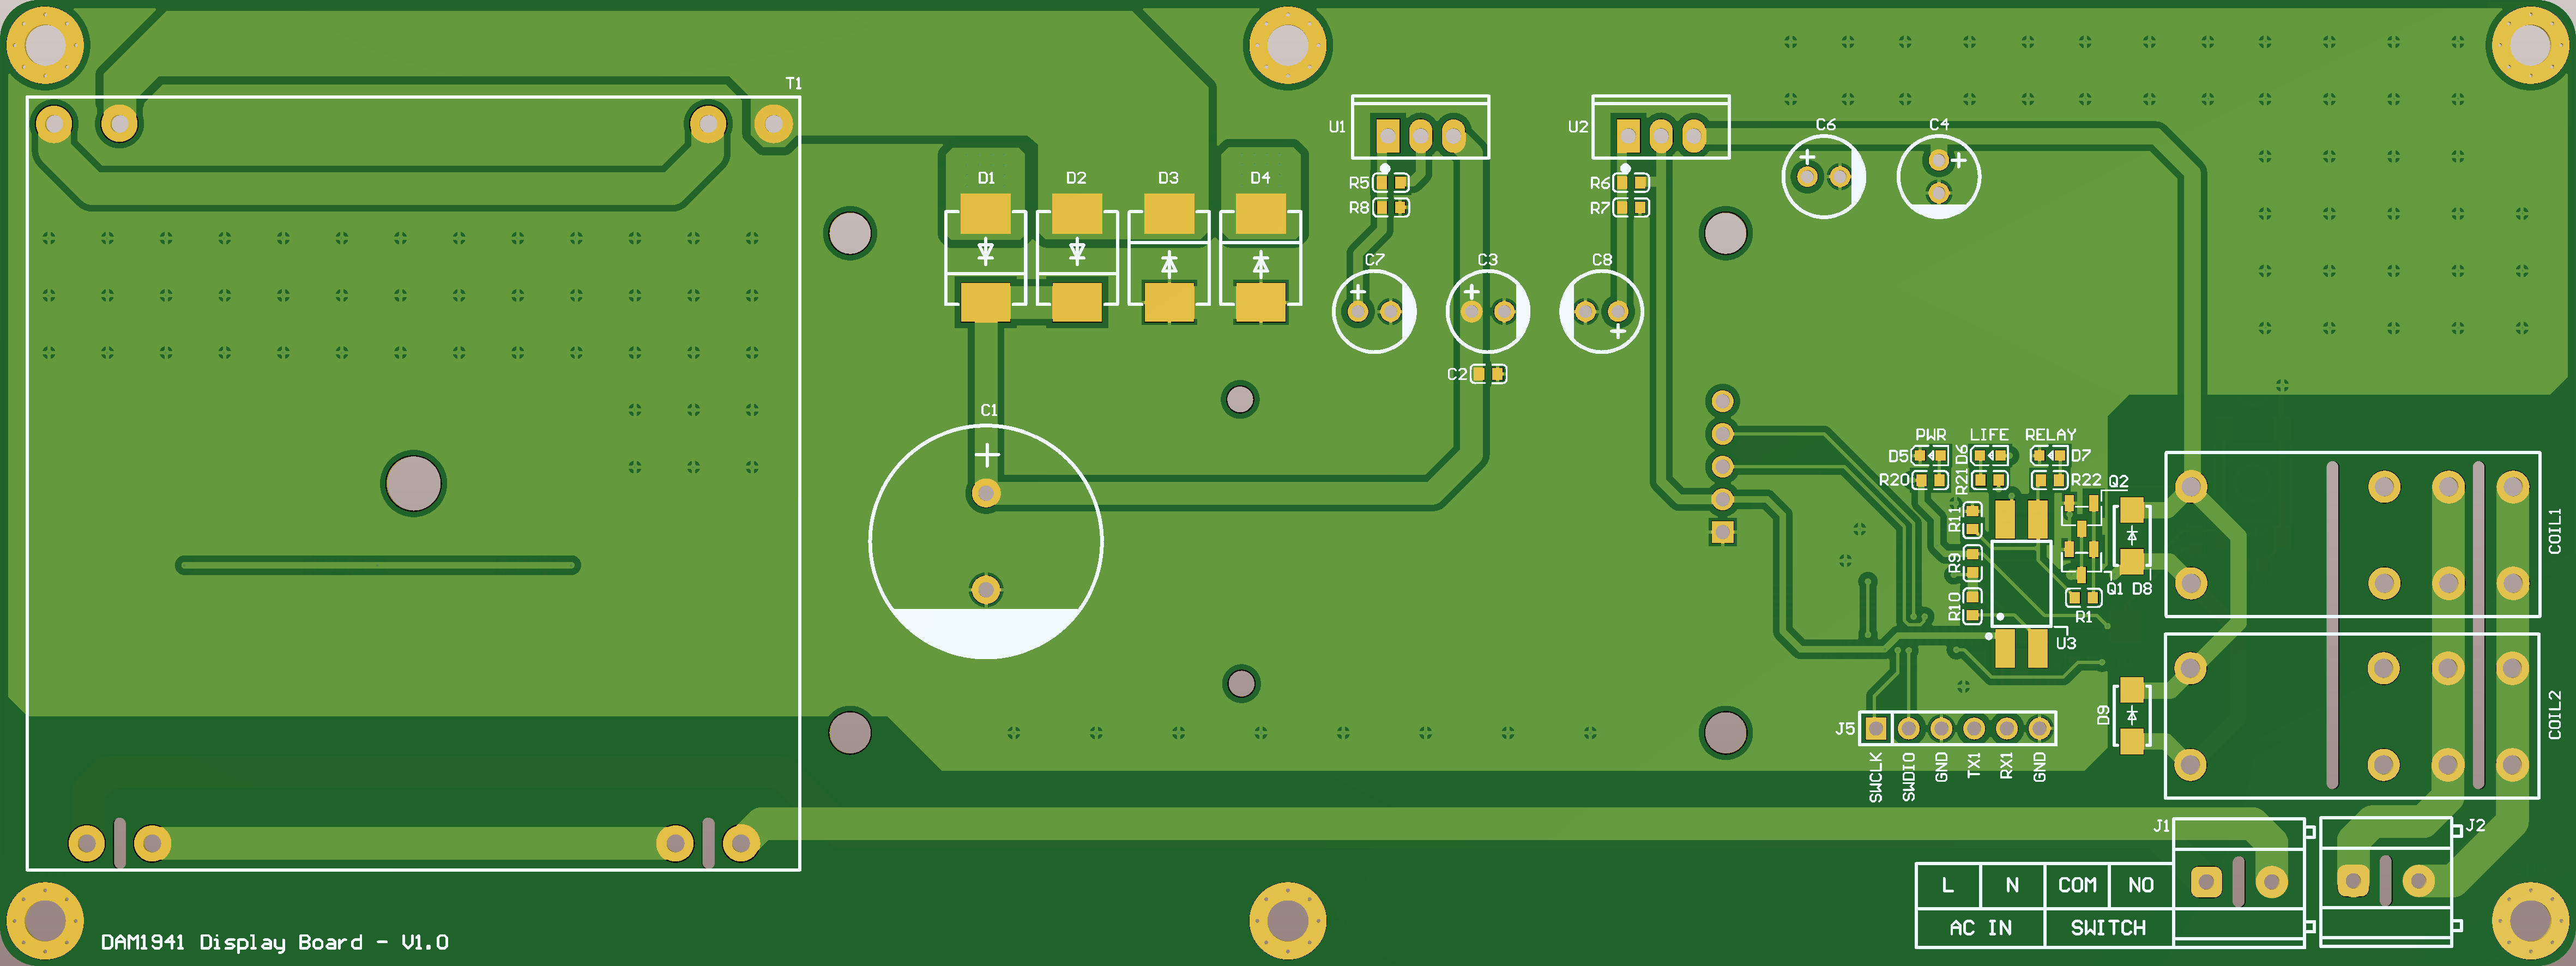 T1
U1
U2
C6
C4
D1
D2
D3
D4
R5
R8
R6
R7
C7
C3
C8
C2
C1
PWR
LIFE
RELAY
D5
D6
D7
R20
R21
R22
Q2
R11
R9
R10
Q1
D8
R1
U3
COIL1
D9
COIL2
J5
SWCLK
SWDIO
GND
TX1
RX1
GND
J1
J2
L N COM NO
AC IN SWITCH
DAM1941 Display Board - V1.0